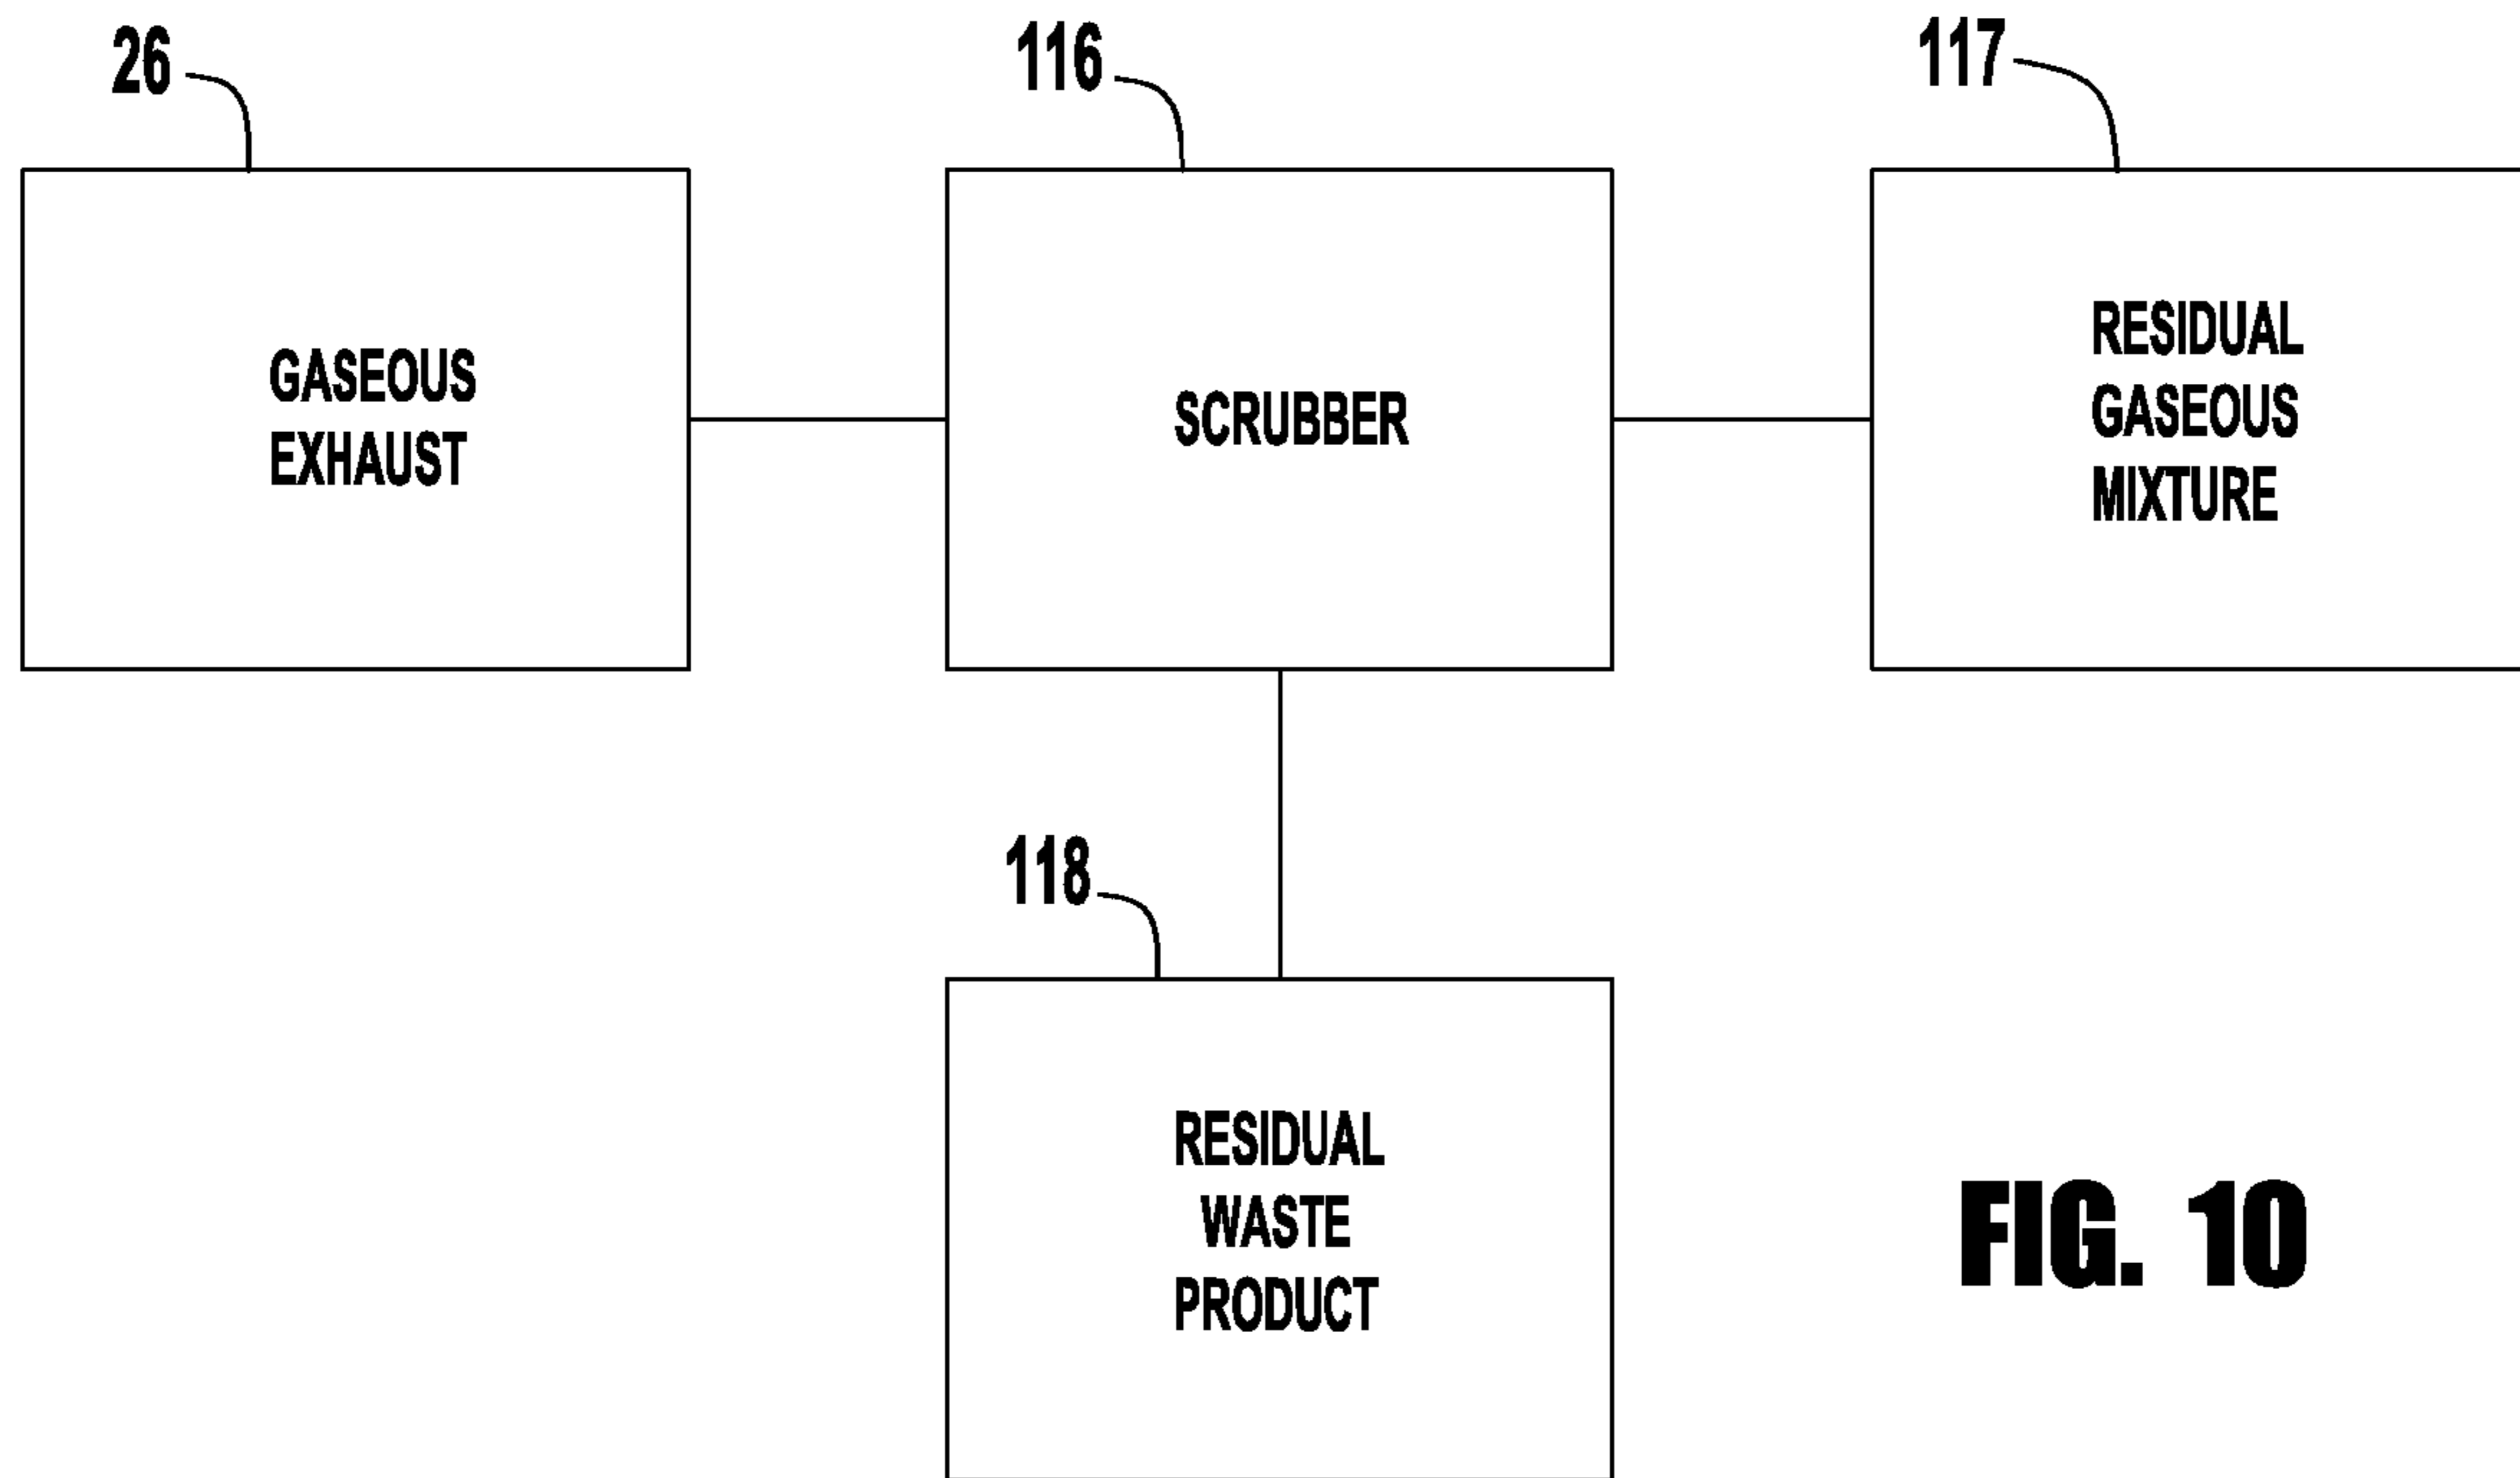 26
116
117
GASEOUS
EXHAUST
SCRUBBER
RESIDUAL
GASEOUS
MIXTURE
118
RESIDUAL
WASTE
PRODUCT
FIG. 10